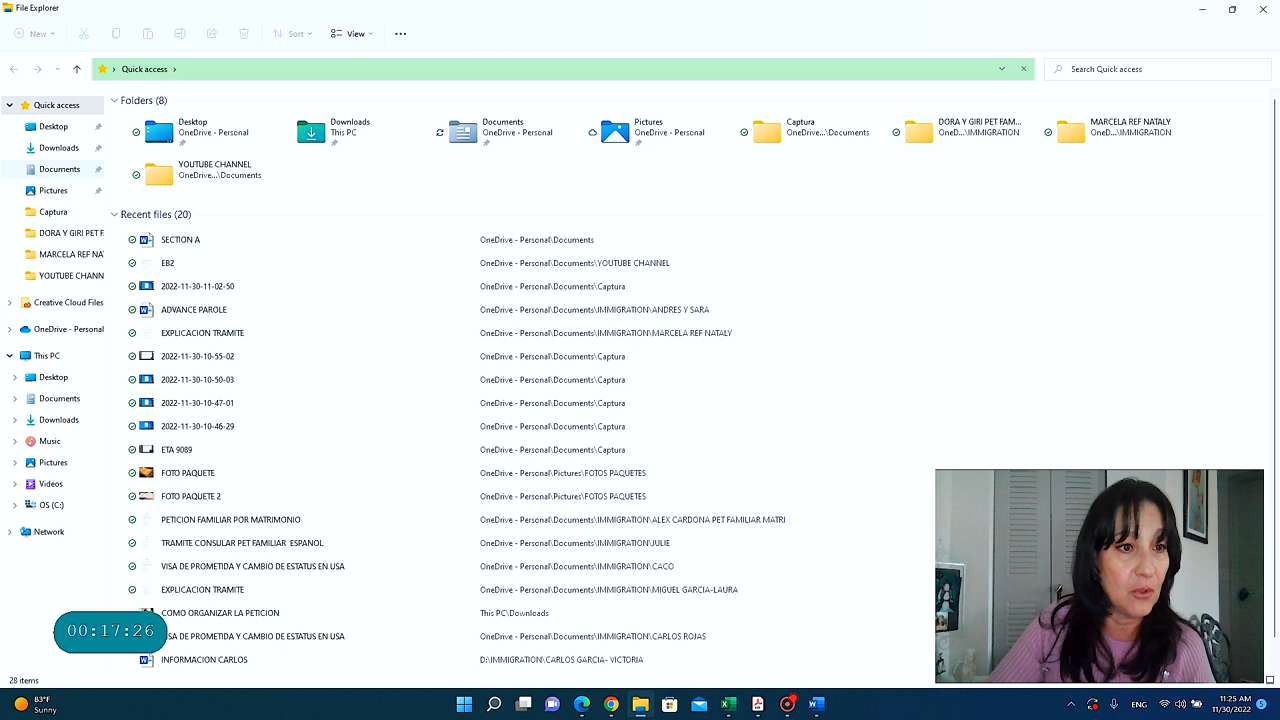 File Explorer
New
Sort
View
Quick access
Search Quick access
Quick access
Desktop
Downloads
Documents
Pictures
Captura
DORA Y GIRI PET F.
MARCELA REF NAT
YOUTUBE CHANN
Creative Cloud Files
OneDrive - Personal
This PC
Desktop
Documents
Downloads
Music
Pictures
Videos
OS (C:)
Network
Folders (8)
Desktop
OneDrive - Personal
Downloads
This PC
Documents
OneDrive - Personal
Pictures
OneDrive - Personal
Captura
OneDrive...\Documents
DORA Y GIRI PET FAM...
OneD...\IMMIGRATION
MARCELA REF NATALY
OneD...\IMMIGRATION
YOUTUBE CHANNEL
OneDrive...\Documents
Recent files (20)
SECTION A OneDrive - Personal\Documents
EB2 OneDrive - Personal\Documents\YOUTUBE CHANNEL
2022-11-30-11-02-50 OneDrive - Personal\Documents\Captura
ADVANCE PAROLE OneDrive - Personal\Documents\IMMIGRATION\ANDRES Y SARA
EXPLICACION TRAMITE OneDrive - Personal\Documents\IMMIGRATION\MARCELA REF NATALY
2022-11-30-10-55-02 OneDrive - Personal\Documents\Captura
2022-11-30-10-50-03 OneDrive - Personal\Documents\Captura
2022-11-30-10-47-01 OneDrive - Personal\Documents\Captura
2022-11-30-10-46-29 OneDrive - Personal\Documents\Captura
ETA 9089 OneDrive - Personal\Documents\Captura
FOTO PAQUETE OneDrive - Personal\Pictures\FOTOS PAQUETES
FOTO PAQUETE 2 OneDrive - Personal\Pictures\FOTOS PAQUETES
PETICION FAMILIAR POR MATRIMONIO OneDrive - Personal\Documents\IMMIGRATION\ALEX CARDONA PET FAMILIAR MATRI
TRAMITE CONSULAR PET FAMILIAR ESPANOL OneDrive - Personal\Documents\IMMIGRATION\JULIE
VISA DE PROMETIDA Y CAMBIO DE ESTATUS EN USA OneDrive - Personal\Documents\IMMIGRATION\CACO
EXPLICACION TRAMITE OneDrive - Personal\Documents\IMMIGRATION\MIGUEL GARCIA-LAURA
COMO ORGANIZAR LA PETICION This PC\Downloads
ISA DE PROMETIDA Y CAMBIO DE ESTATUS EN USA OneDrive - Personal\Documents\IMMIGRATION\CARLOS ROJAS
INFORMACION CARLOS D:\IMMIGRATION\CARLOS GARCIA- VICTORIA
00:17:26
28 items
83°F
Sunny
ENG
11:25 AM
11/30/2022
5